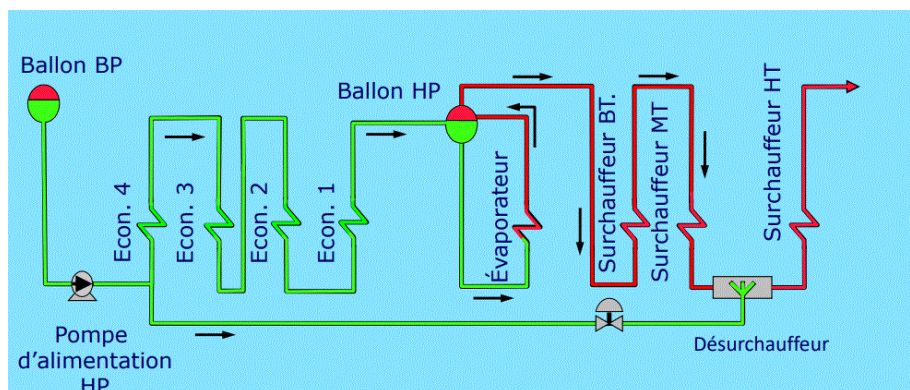 Ballon BP
Econ. 4
Econ. 3
Econ. 2
Econ. 1
Ballon HP
Évaporateur
Surchauffeur BT.
Surchauffeur MT
Surchauffeur HT
Pompe
d’alimentation
HP
Désurchauffeur